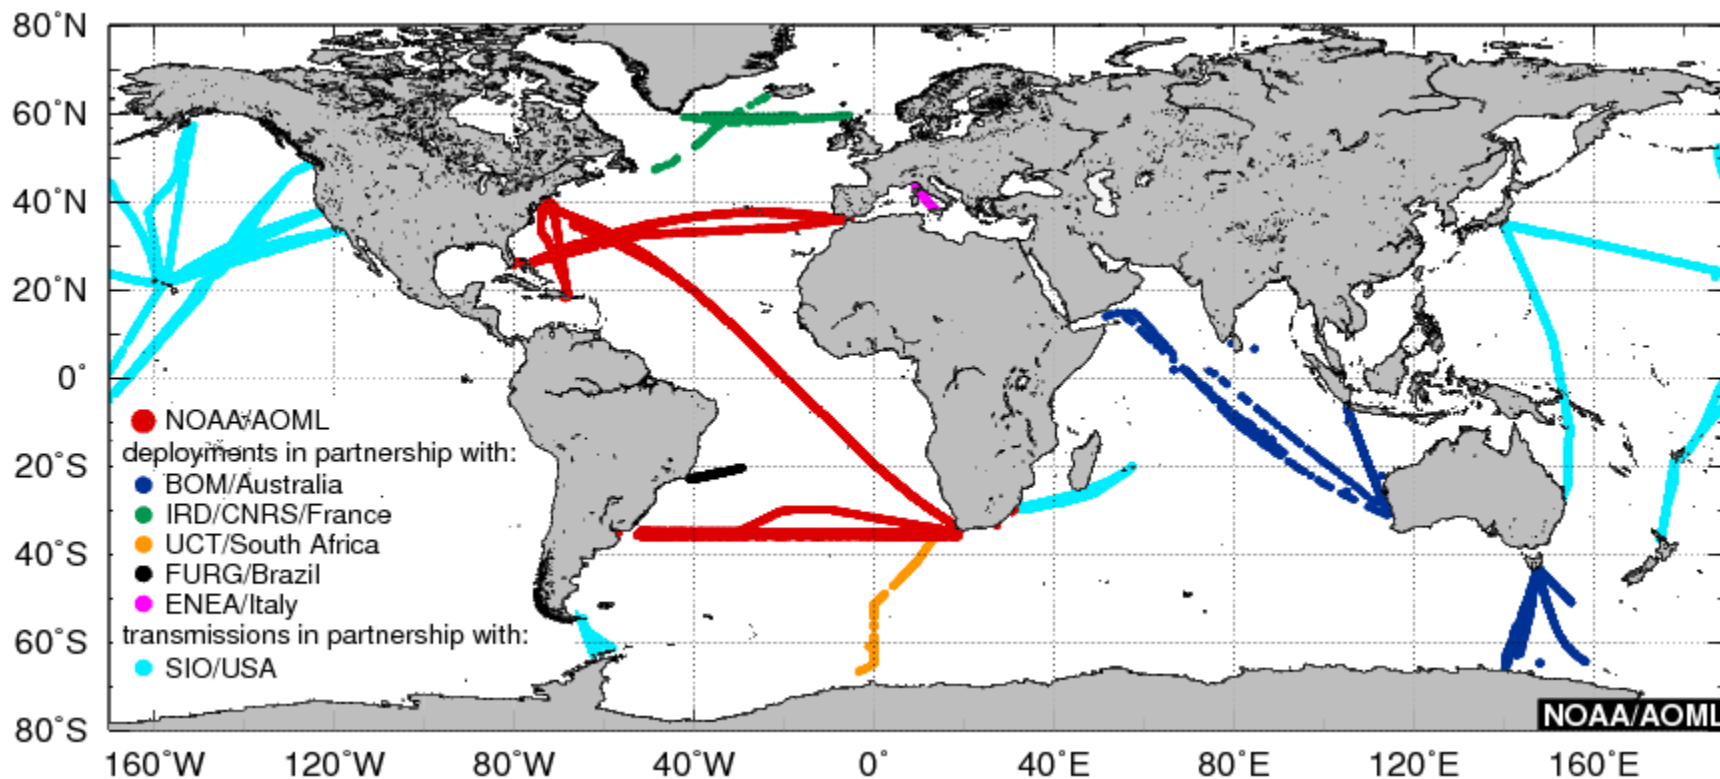 80˚N
60˚N
40˚N
20˚N
0˚
20˚S
40˚S
60˚S
80˚S
NOAA/AOML
deployments in partnership with:
BOM/Australia
IRD/CNRS/France
UCT/South Africa
FURG/Brazil
ENEA/Italy
transmissions in partnership with:
SIO/USA
NOAA/AOML
160˚W 120˚W 80˚W 40˚W 0˚ 40˚E 80˚E 120˚E 160˚E